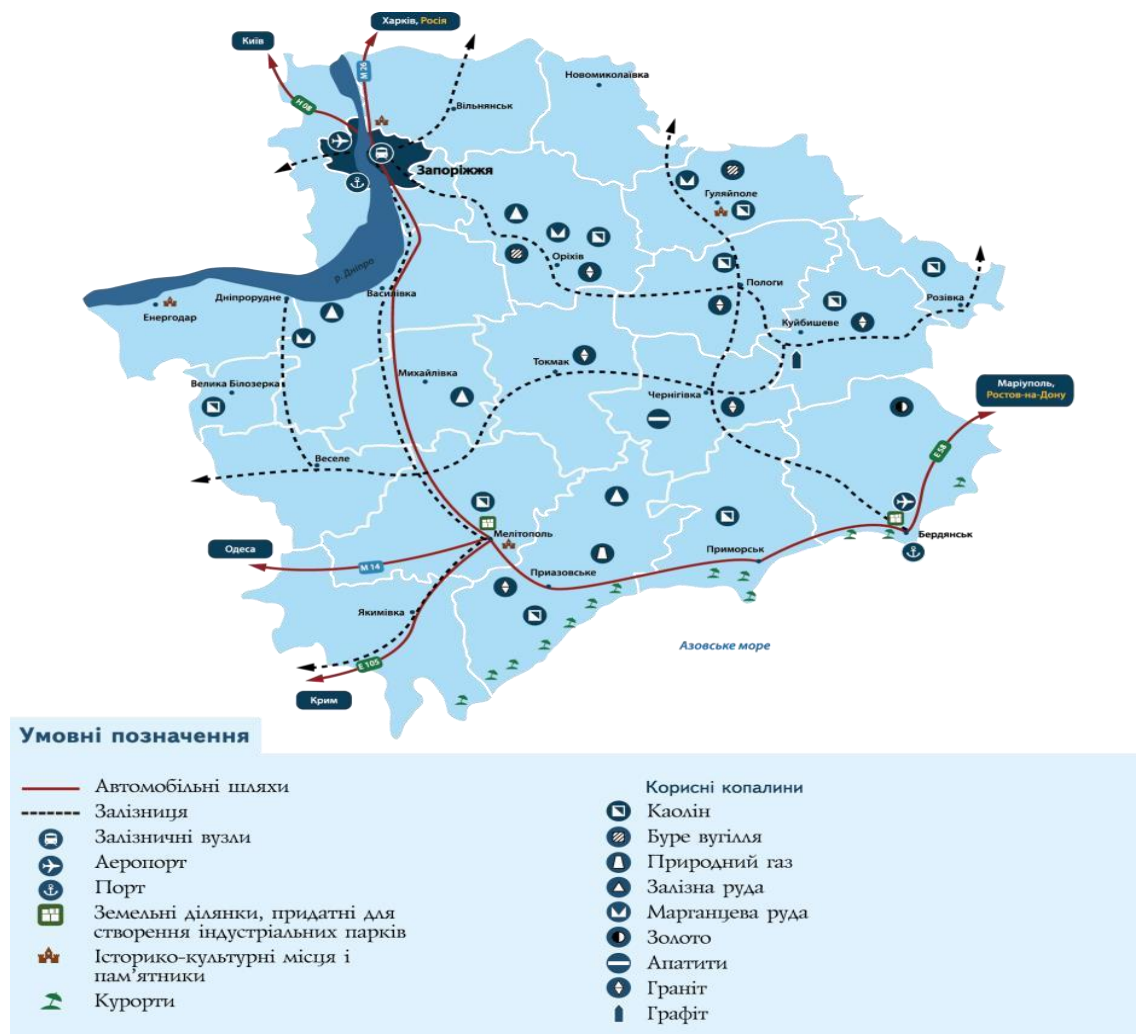 Харків, Росія
Київ
М 26
Н 08
Новомиколаївка
Вільнянськ
Запоріжжя
Гуляйполе
Оріхів
р. Дніпро
Василівка
Дніпрорудне
Енергодар
Пологи
Розівка
Куйбишеве
Токмак
Михайлівка
Велика Білозерка
Чернігівка
Маріуполь,
Ростов-на-Дону
Е 58
Веселе
Мелітополь
Бердянськ
Одеса
М 14
Приморськ
Приазовське
Якимівка
Азовське море
Е 105
Крим
Умовні позначення
Автомобільні шляхи
Залізниця
Залізничні вузли
Аеропорт
Порт
Земельні ділянки, придатні для
створення індустріальних парків
Історико-культурні місця і
пам’ятники
Курорти
Корисні копалини
Каолін
Буре вугілля
Природний газ
Залізна руда
Марганцева руда
Золото
Апатити
Граніт
Графіт